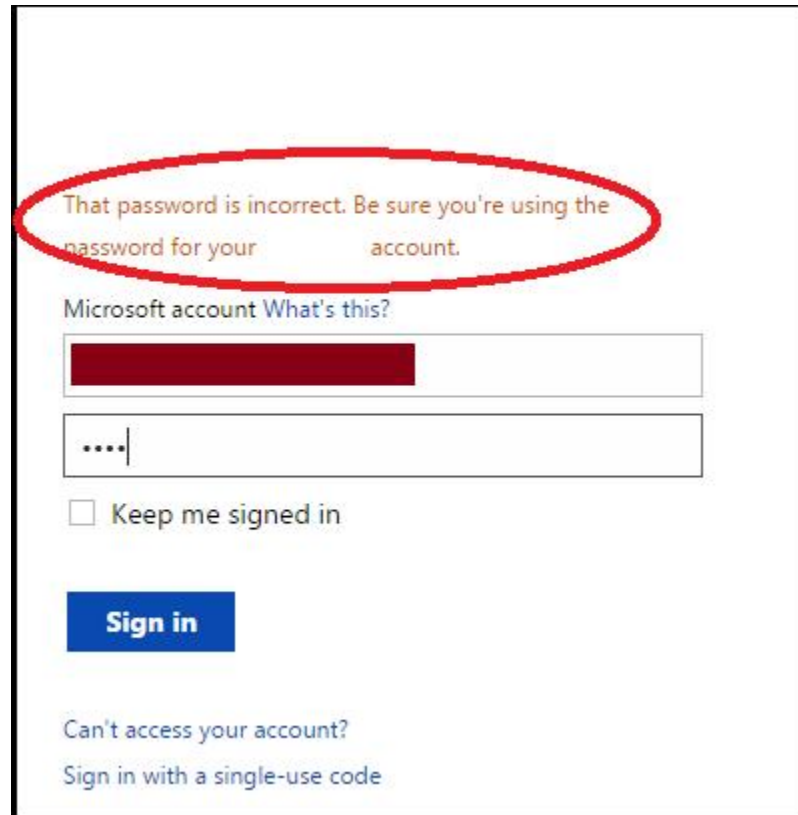 That password is incorrect. Be sure you're using the
password for your account.
Microsoft account What's this?
••••
Keep me signed in
Sign in
Can't access your account?
Sign in with a single-use code